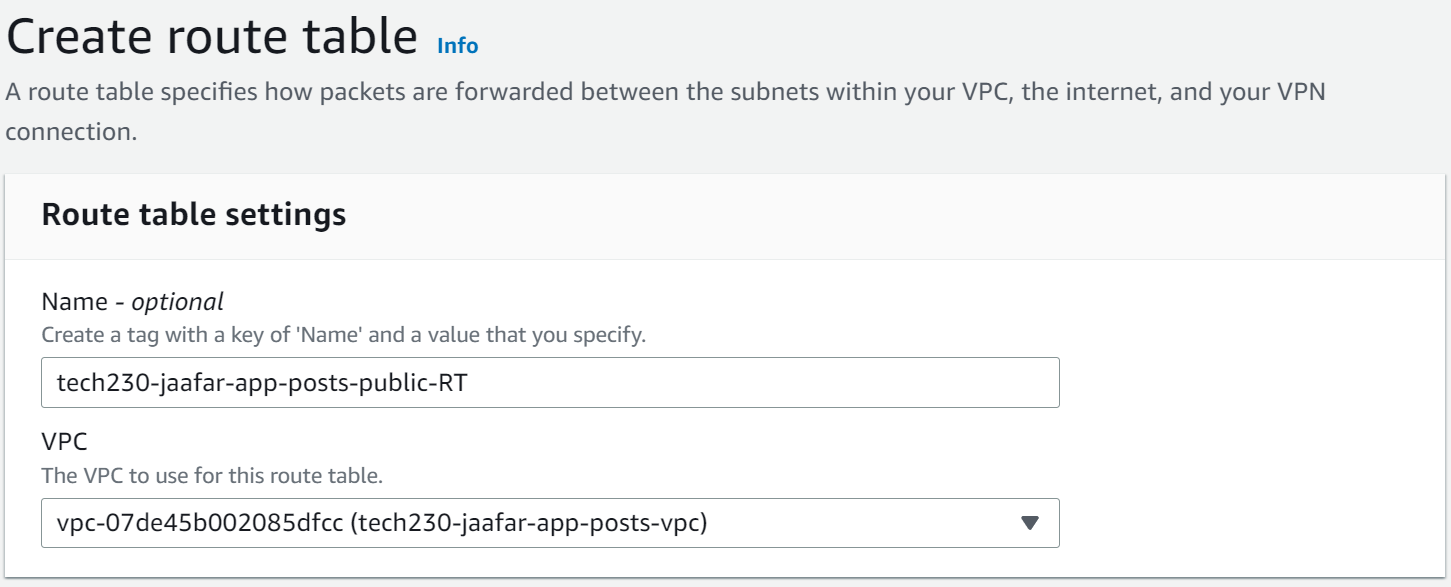 Create route table Info
A route table specifies how packets are forwarded between the subnets within your VPC, the internet, and your VPN
connection.
Route table settings
Name - optional
Create a tag with a key of 'Name' and a value that you specify.
tech230-jaafar-app-posts-public-RT
VPC
The VPC to use for this route table.
vpc-07de45b002085dfcc (tech230-jaafar-app-posts-vpc)